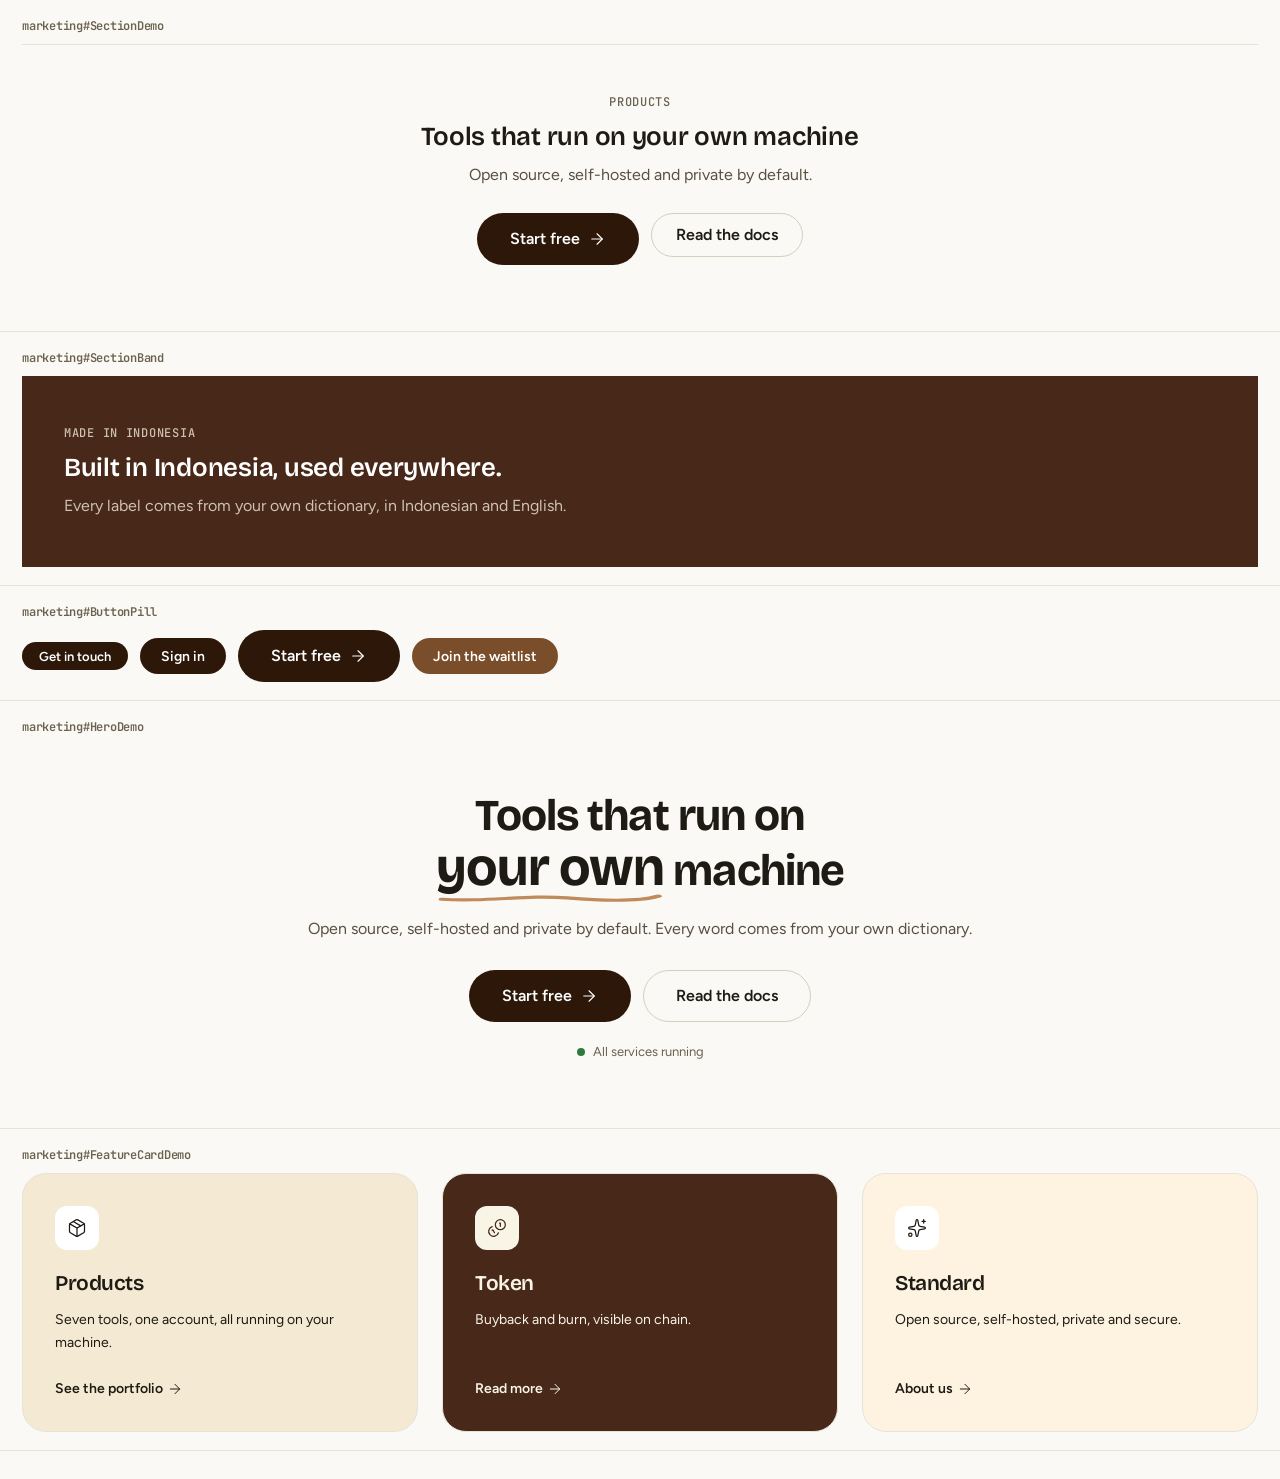 marketing#SectionDemo
PRODUCTS
Tools that run on your own machine
Open source, self-hosted and private by default.
Start free
Read the docs
marketing#SectionBand
MADE IN INDONESIA
Built in Indonesia, used everywhere.
Every label comes from your own dictionary, in Indonesian and English.
marketing#ButtonPill
Get in touch
Sign in
Start free
Join the waitlist
marketing#HeroDemo
Tools that run on
your own machine
Open source, self-hosted and private by default. Every word comes from your own dictionary.
Start free
Read the docs
All services running
marketing#FeatureCardDemo
Products
Seven tools, one account, all running on your
machine.
See the portfolio
Token
Buyback and burn, visible on chain.
Read more
Standard
Open source, self-hosted, private and secure.
About us